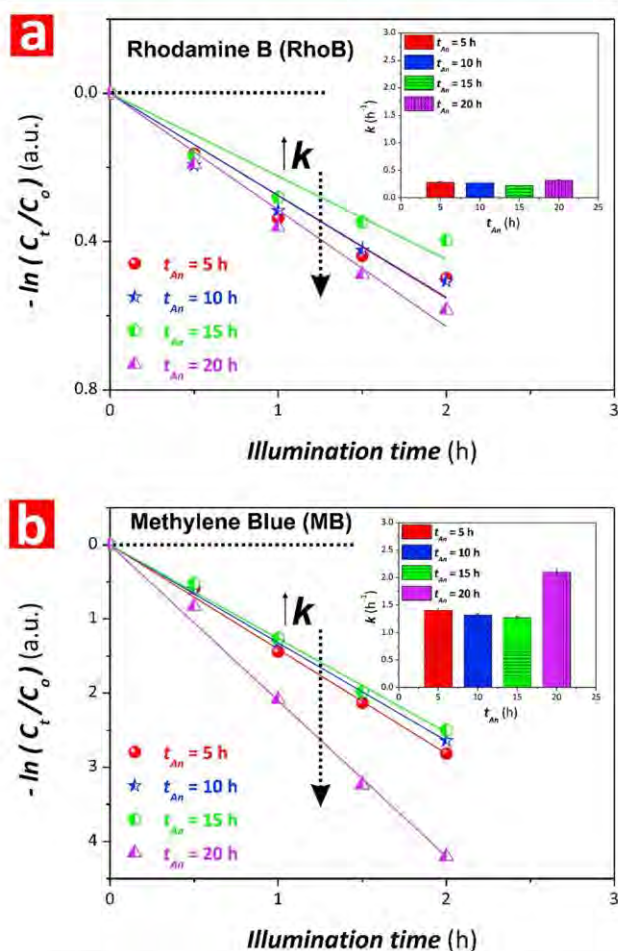 a
Rhodamine B (RhoB)
- ln (Ct/Co) (a.u.)
0.0
0.4
0.8
↑k
tAn = 5 h
tAn = 10 h
tAn = 15 h
tAn = 20 h
0 1 2 3
Illumination time (h)
k (h-1)
3.0
2.5
2.0
1.5
1.0
0.5
0.0
tAn = 5 h
tAn = 10 h
tAn = 15 h
tAn = 20 h
0 5 10 15 20 25
tAn (h)
b
Methylene Blue (MB)
- ln (Ct/Co) (a.u.)
0
1
2
3
4
↑k
tAn = 5 h
tAn = 10 h
tAn = 15 h
tAn = 20 h
0 1 2 3
Illumination time (h)
k (h-1)
3.0
2.5
2.0
1.5
1.0
0.5
0.0
tAn = 5 h
tAn = 10 h
tAn = 15 h
tAn = 20 h
0 5 10 15 20 25
tAn (h)